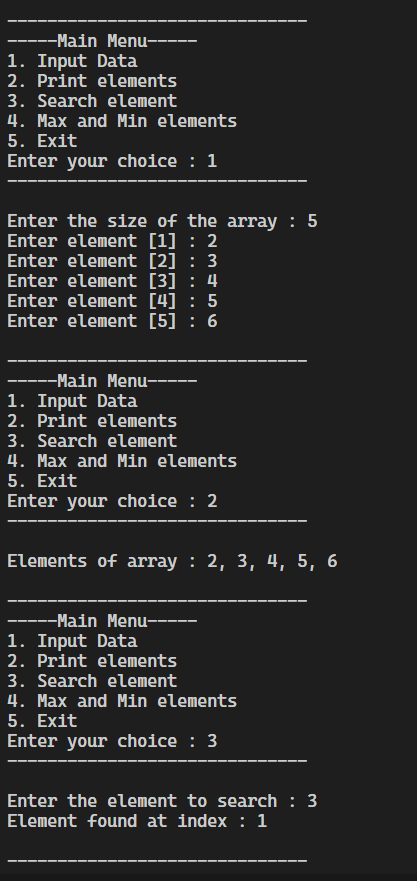 ------------------------------
-----Main Menu-----
1. Input Data
2. Print elements
3. Search element
4. Max and Min elements
5. Exit
Enter your choice : 1
------------------------------
Enter the size of the array : 5
Enter element [1] : 2
Enter element [2] : 3
Enter element [3] : 4
Enter element [4] : 5
Enter element [5] : 6
------------------------------
-----Main Menu-----
1. Input Data
2. Print elements
3. Search element
4. Max and Min elements
5. Exit
Enter your choice : 2
------------------------------
Elements of array : 2, 3, 4, 5, 6
------------------------------
-----Main Menu-----
1. Input Data
2. Print elements
3. Search element
4. Max and Min elements
5. Exit
Enter your choice : 3
------------------------------
Enter the element to search : 3
Element found at index : 1
------------------------------